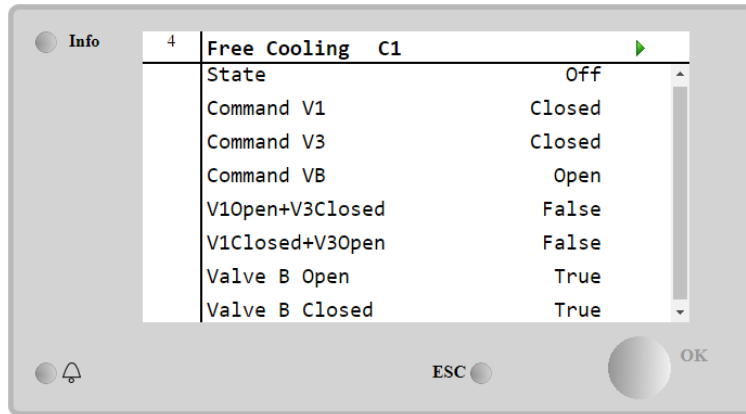 Info
4 Free Cooling C1
State Off
Command V1 Closed
Command V3 Closed
Command VB Open
V1Open+V3Closed False
V1Closed+V3Open False
Valve B Open True
Valve B Closed True
ESC OK